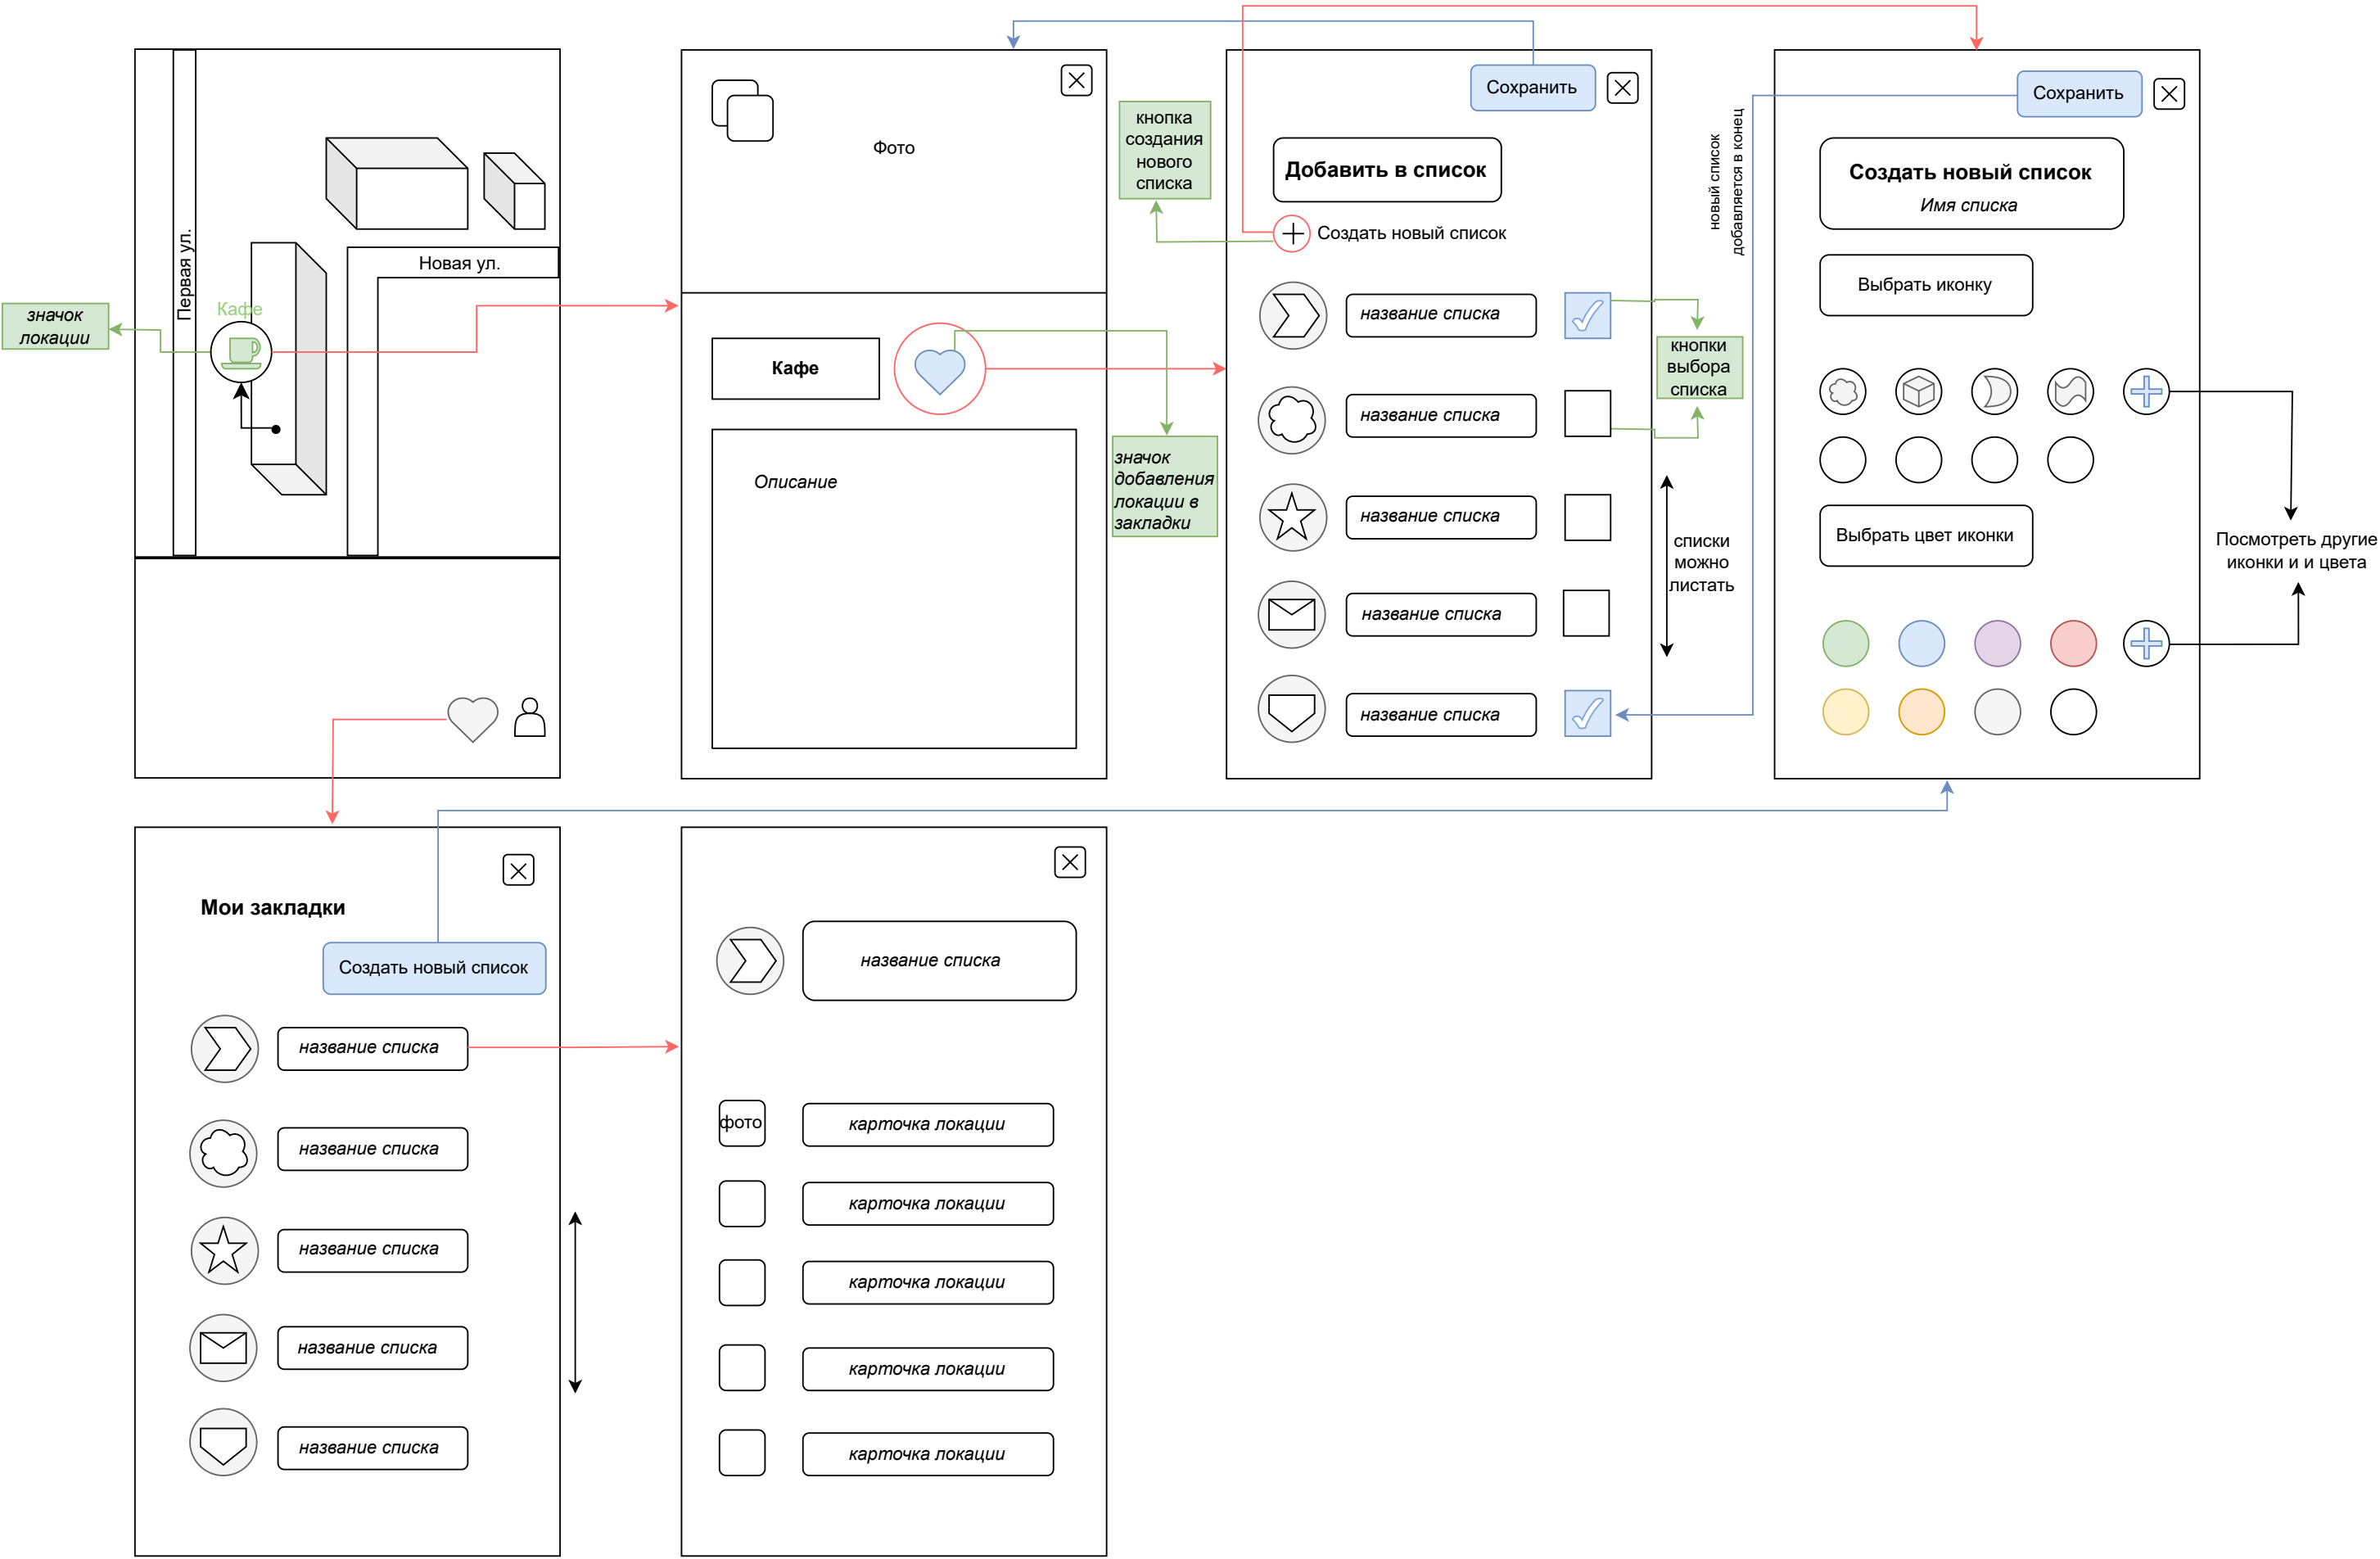 Первая ул.
Новая ул.
Кафе
значок
локации
Фото
Кафе
Описание
кнопка
создания
нового
списка
значок
добавления
локации в
закладки
Сохранить
Добавить в список
Создать новый список
название списка
название списка
название списка
название списка
название списка
кнопки
выбора
списка
списки
можно
листать
новый список
добавляется в конец
Сохранить
Создать новый список
Имя списка
Выбрать иконку
Выбрать цвет иконки
Посмотреть другие
иконки и и цвета
Мои закладки
Создать новый список
название списка
название списка
название списка
название списка
название списка
название списка
фото
карточка локации
карточка локации
карточка локации
карточка локации
карточка локации